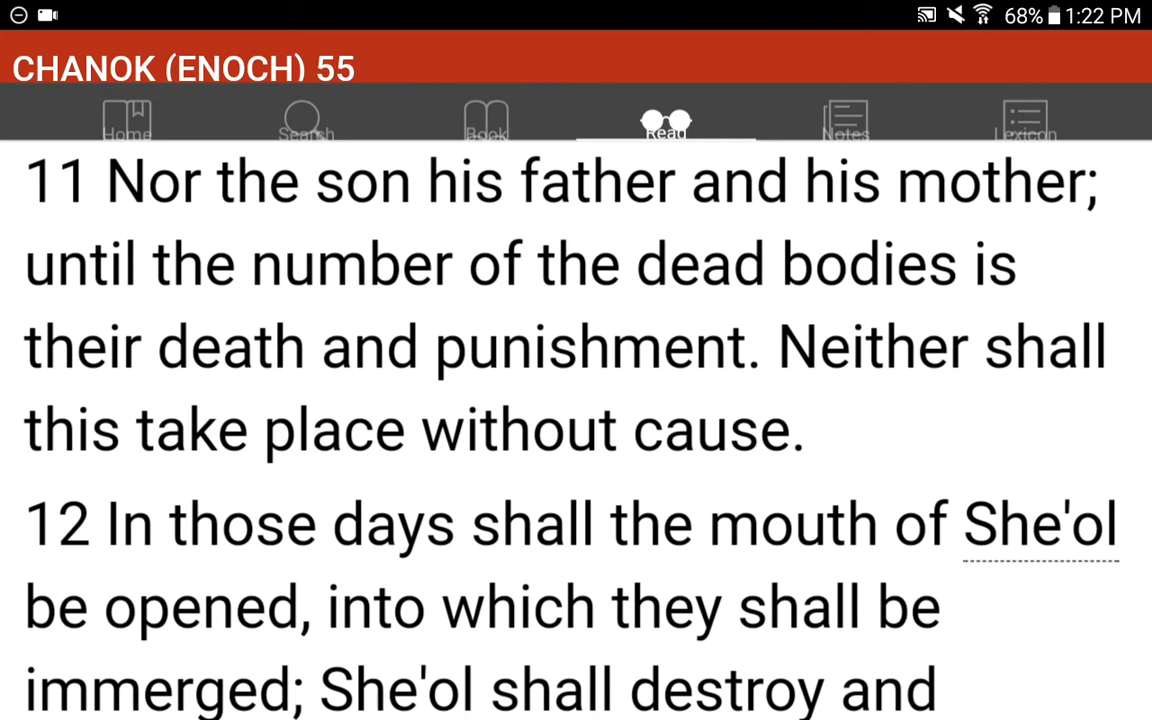 68% 1:22 PM
CHANOK (ENOCH) 55
Home Search Book Read Notes Lexicon
11 Nor the son his father and his mother;
until the number of the dead bodies is
their death and punishment. Neither shall
this take place without cause.
12 In those days shall the mouth of She'ol
be opened, into which they shall be
immerged; She'ol shall destroy and